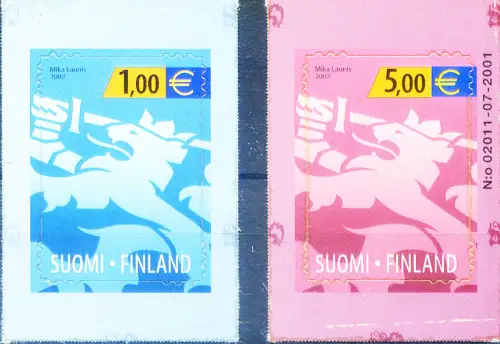 Mika Launis
2002
1,00 €
SUOMI • FINLAND
Mika Launis
2002
5,00 €
SUOMI • FINLAND
N:o 02011-07-2001